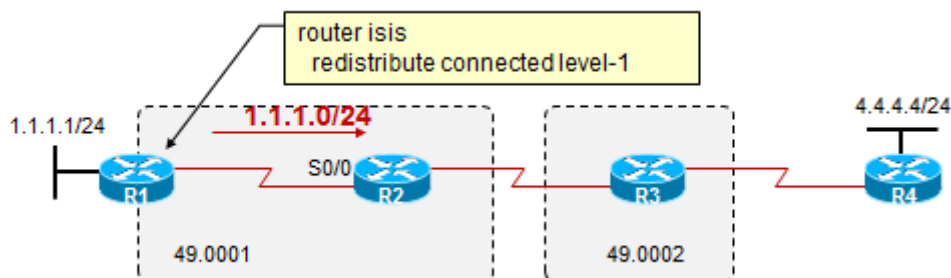 router isis
redistribute connected level-1
1.1.1.1/24
1.1.1.0/24
4.4.4.4/24
S0/0
R1
R2
R3
R4
49.0001
49.0002